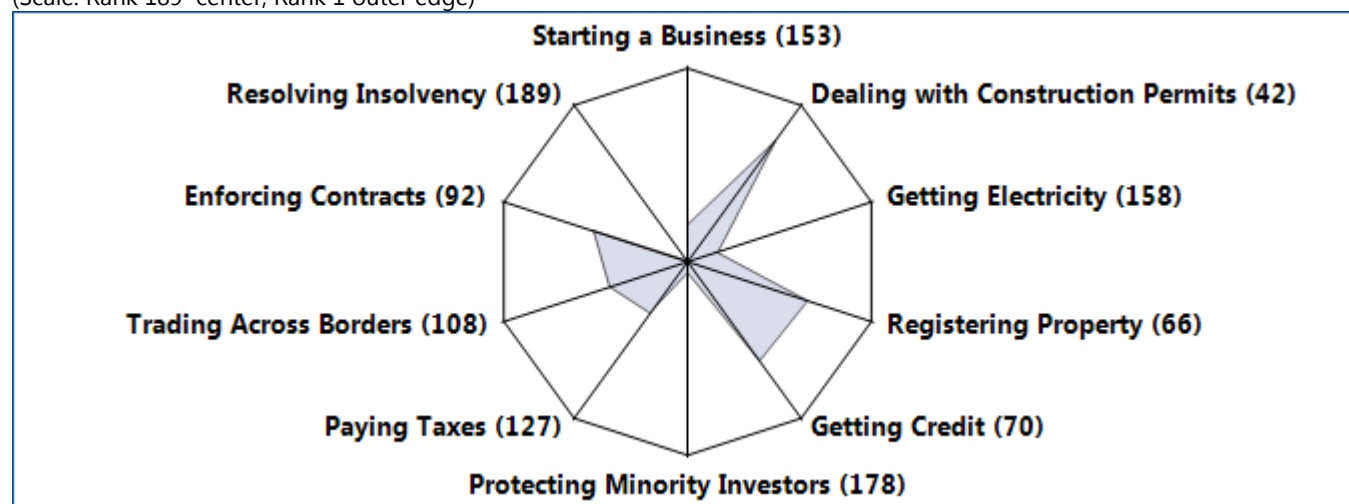 (Scale: Rank 189 center, Rank 1 outer edge)
Starting a Business (153)
Resolving Insolvency (189)
Dealing with Construction Permits (42)
Enforcing Contracts (92)
Getting Electricity (158)
Trading Across Borders (108)
Registering Property (66)
Paying Taxes (127)
Getting Credit (70)
Protecting Minority Investors (178)